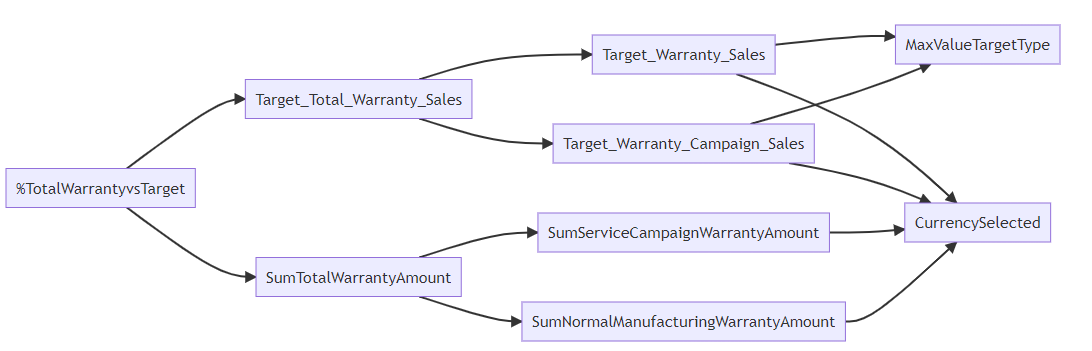 %TotalWarrantyvsTarget
Target_Total_Warranty_Sales
SumTotalWarrantyAmount
Target_Warranty_Sales
Target_Warranty_Campaign_Sales
SumServiceCampaignWarrantyAmount
SumNormalManufacturingWarrantyAmount
MaxValueTargetType
CurrencySelected